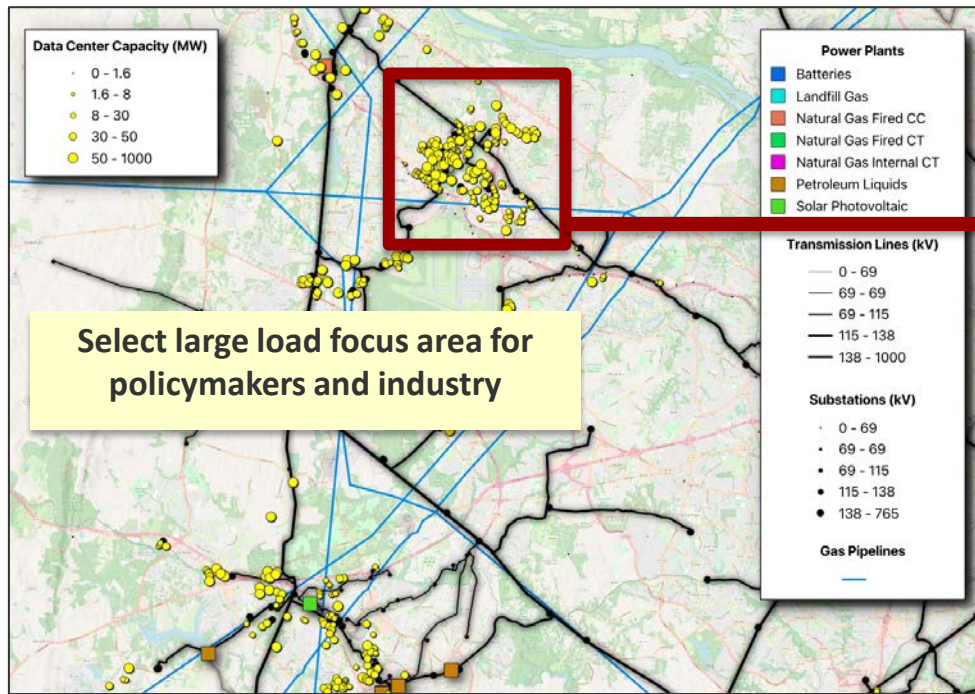 Data Center Capacity (MW)
0 - 1.6
1.6 - 8
8 - 30
30 - 50
50 - 1000
Power Plants
Batteries
Landfill Gas
Natural Gas Fired CC
Natural Gas Fired CT
Natural Gas Internal CT
Petroleum Liquids
Solar Photovoltaic
Transmission Lines (kV)
0 - 69
69 - 69
69 - 115
115 - 138
138 - 1000
Substations (kV)
0 - 69
69 - 69
69 - 115
115 - 138
138 - 765
Gas Pipelines
Select large load focus area for
policymakers and industry